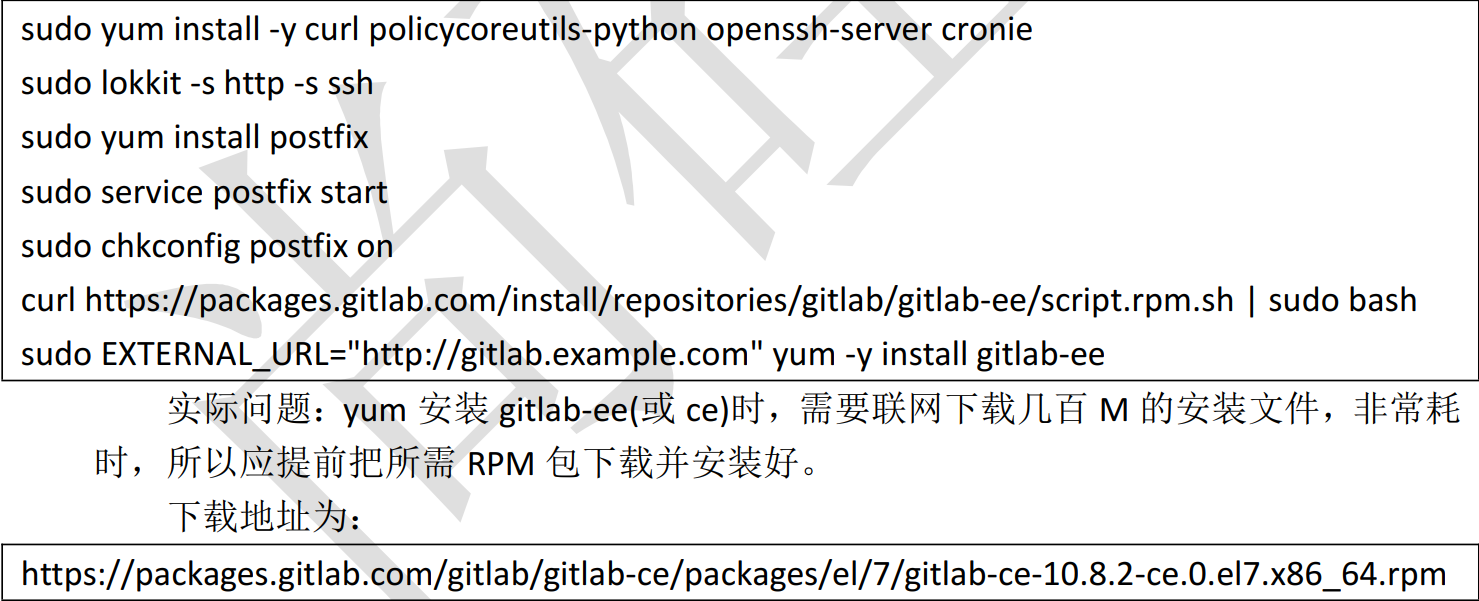 sudo yum install -y curl policycoreutils-python openssh-server cronie
sudo lokkit -s http -s ssh
sudo yum install postfix
sudo service postfix start
sudo chkconfig postfix on
curl https://packages.gitlab.com/install/repositories/gitlab/gitlab-ee/script.rpm.sh | sudo bash
sudo EXTERNAL_URL="http://gitlab.example.com" yum -y install gitlab-ee
实际问题：yum 安装 gitlab-ee(或 ce)时，需要联网下载几百 M 的安装文件，非常耗
时，所以应提前把所需 RPM 包下载并安装好。
下载地址为：
https://packages.gitlab.com/gitlab/gitlab-ce/packages/el/7/gitlab-ce-10.8.2-ce.0.el7.x86_64.rpm